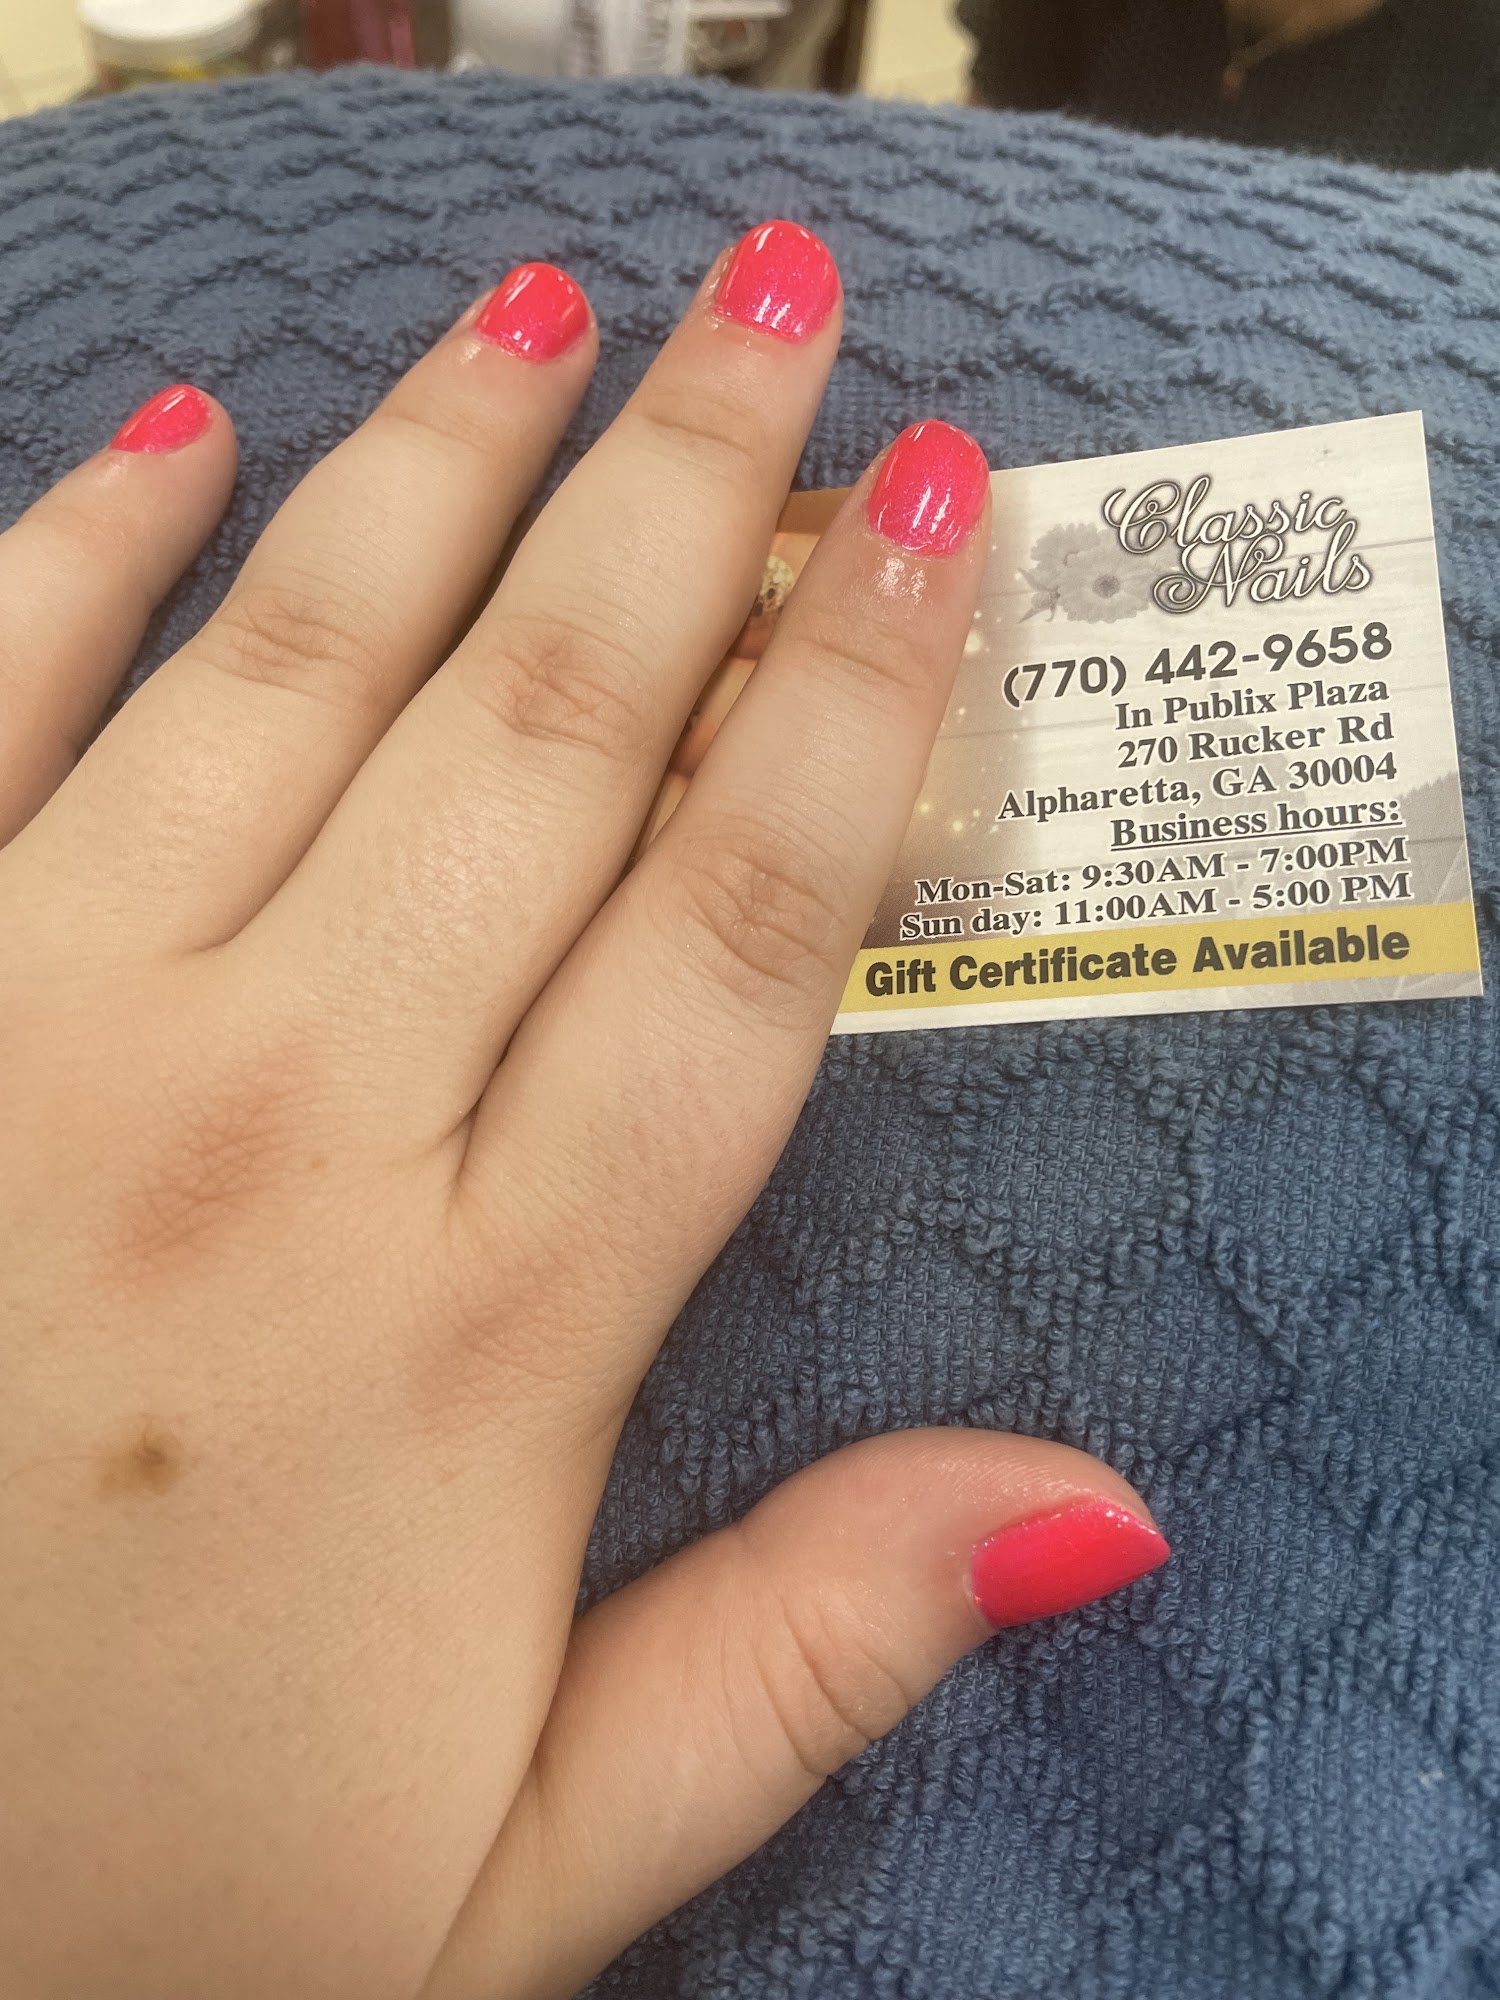 Classic
Nails
(770) 442-9658
In Publix Plaza
270 Rucker Rd
Alpharetta, GA 30004
Business hours:
Mon-Sat: 9:30AM - 7:00PM
Sun day: 11:00AM - 5:00 PM
Gift Certificate Available